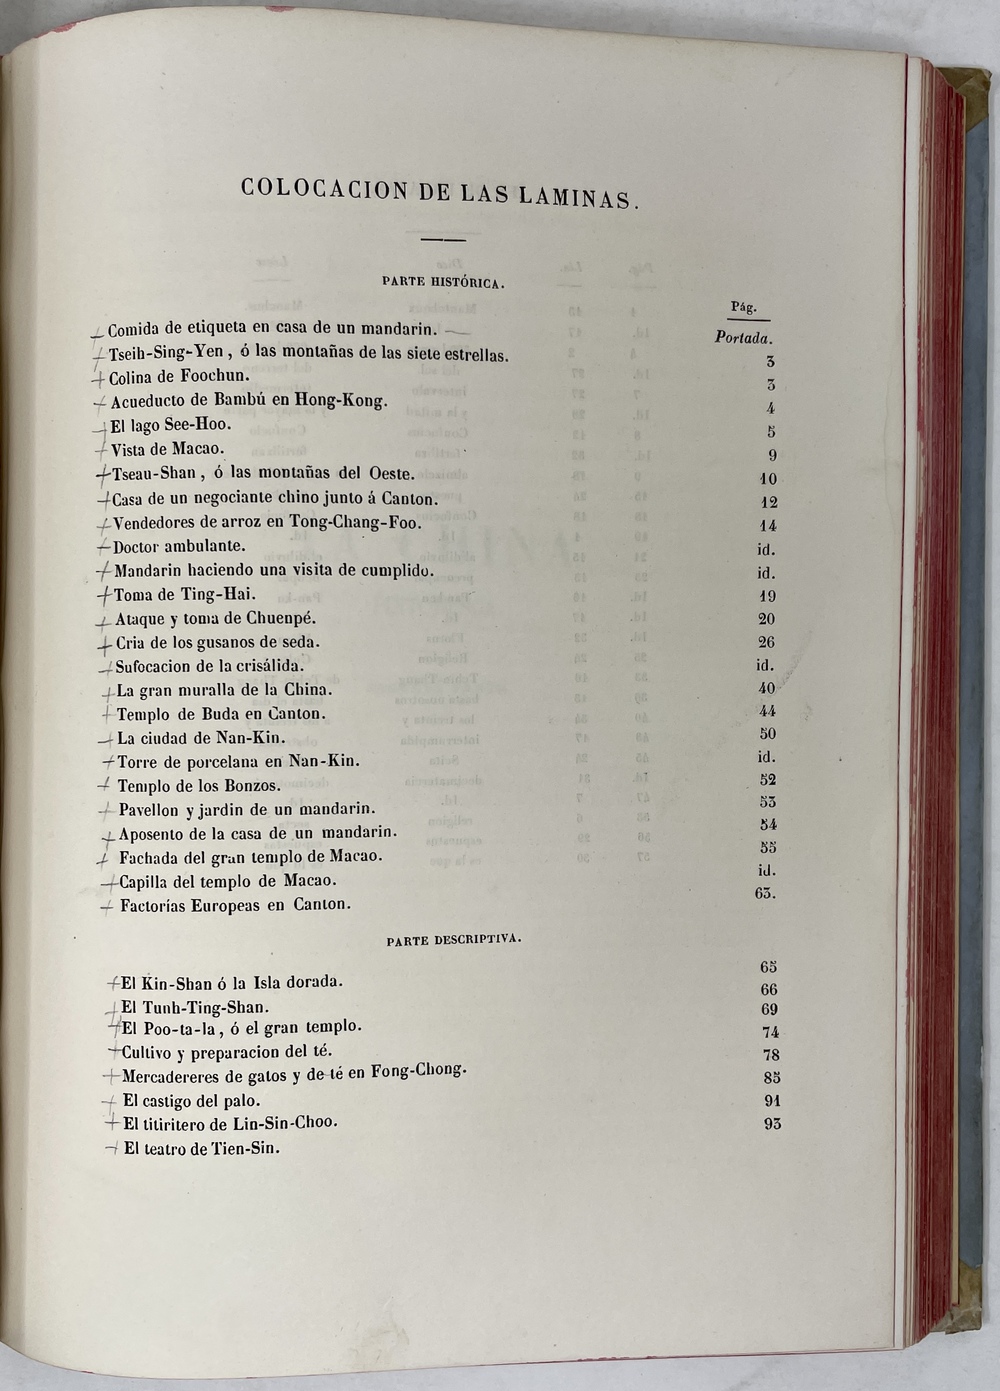 COLOCACION DE LAS LAMINAS.
PARTE HISTÓRICA.
Pág.
Comida de etiqueta en casa de un mandarin. Portada.
Tseih-Sing-Yen, ó las montañas de las siete estrellas. 3
Colina de Foochun. 3
Acueducto de Bambú en Hong-Kong. 4
El lago See-Hoo. 5
Vista de Macao. 9
Tseau-Shan, ó las montañas del Oeste. 10
Casa de un negociante chino junto á Canton. 12
Vendedores de arroz en Tong-Chang-Foo. 14
Doctor ambulante. id.
Mandarin haciendo una visita de cumplido. id.
Toma de Ting-Hai. 19
Ataque y toma de Chuenpé. 20
Cria de los gusanos de seda. 26
Sufocacion de la crisálida. id.
La gran muralla de la China. 40
Templo de Buda en Canton. 44
La ciudad de Nan-Kin. 50
Torre de porcelana en Nan-Kin. id.
Templo de los Bonzos. 52
Pavellon y jardin de un mandarin. 53
Aposento de la casa de un mandarin. 54
Fachada del gran templo de Macao. 55
Capilla del templo de Macao. id.
Factorías Europeas en Canton. 63.
PARTE DESCRIPTIVA.
El Kin-Shan ó la Isla dorada. 65
El Tunh-Ting-Shan. 66
El Poo-ta-la, ó el gran templo. 69
Cultivo y preparacion del té. 74
Mercadereres de gatos y de té en Fong-Chong. 78
El castigo del palo. 85
El titiritero de Lin-Sin-Choo. 91
El teatro de Tien-Sin. 93